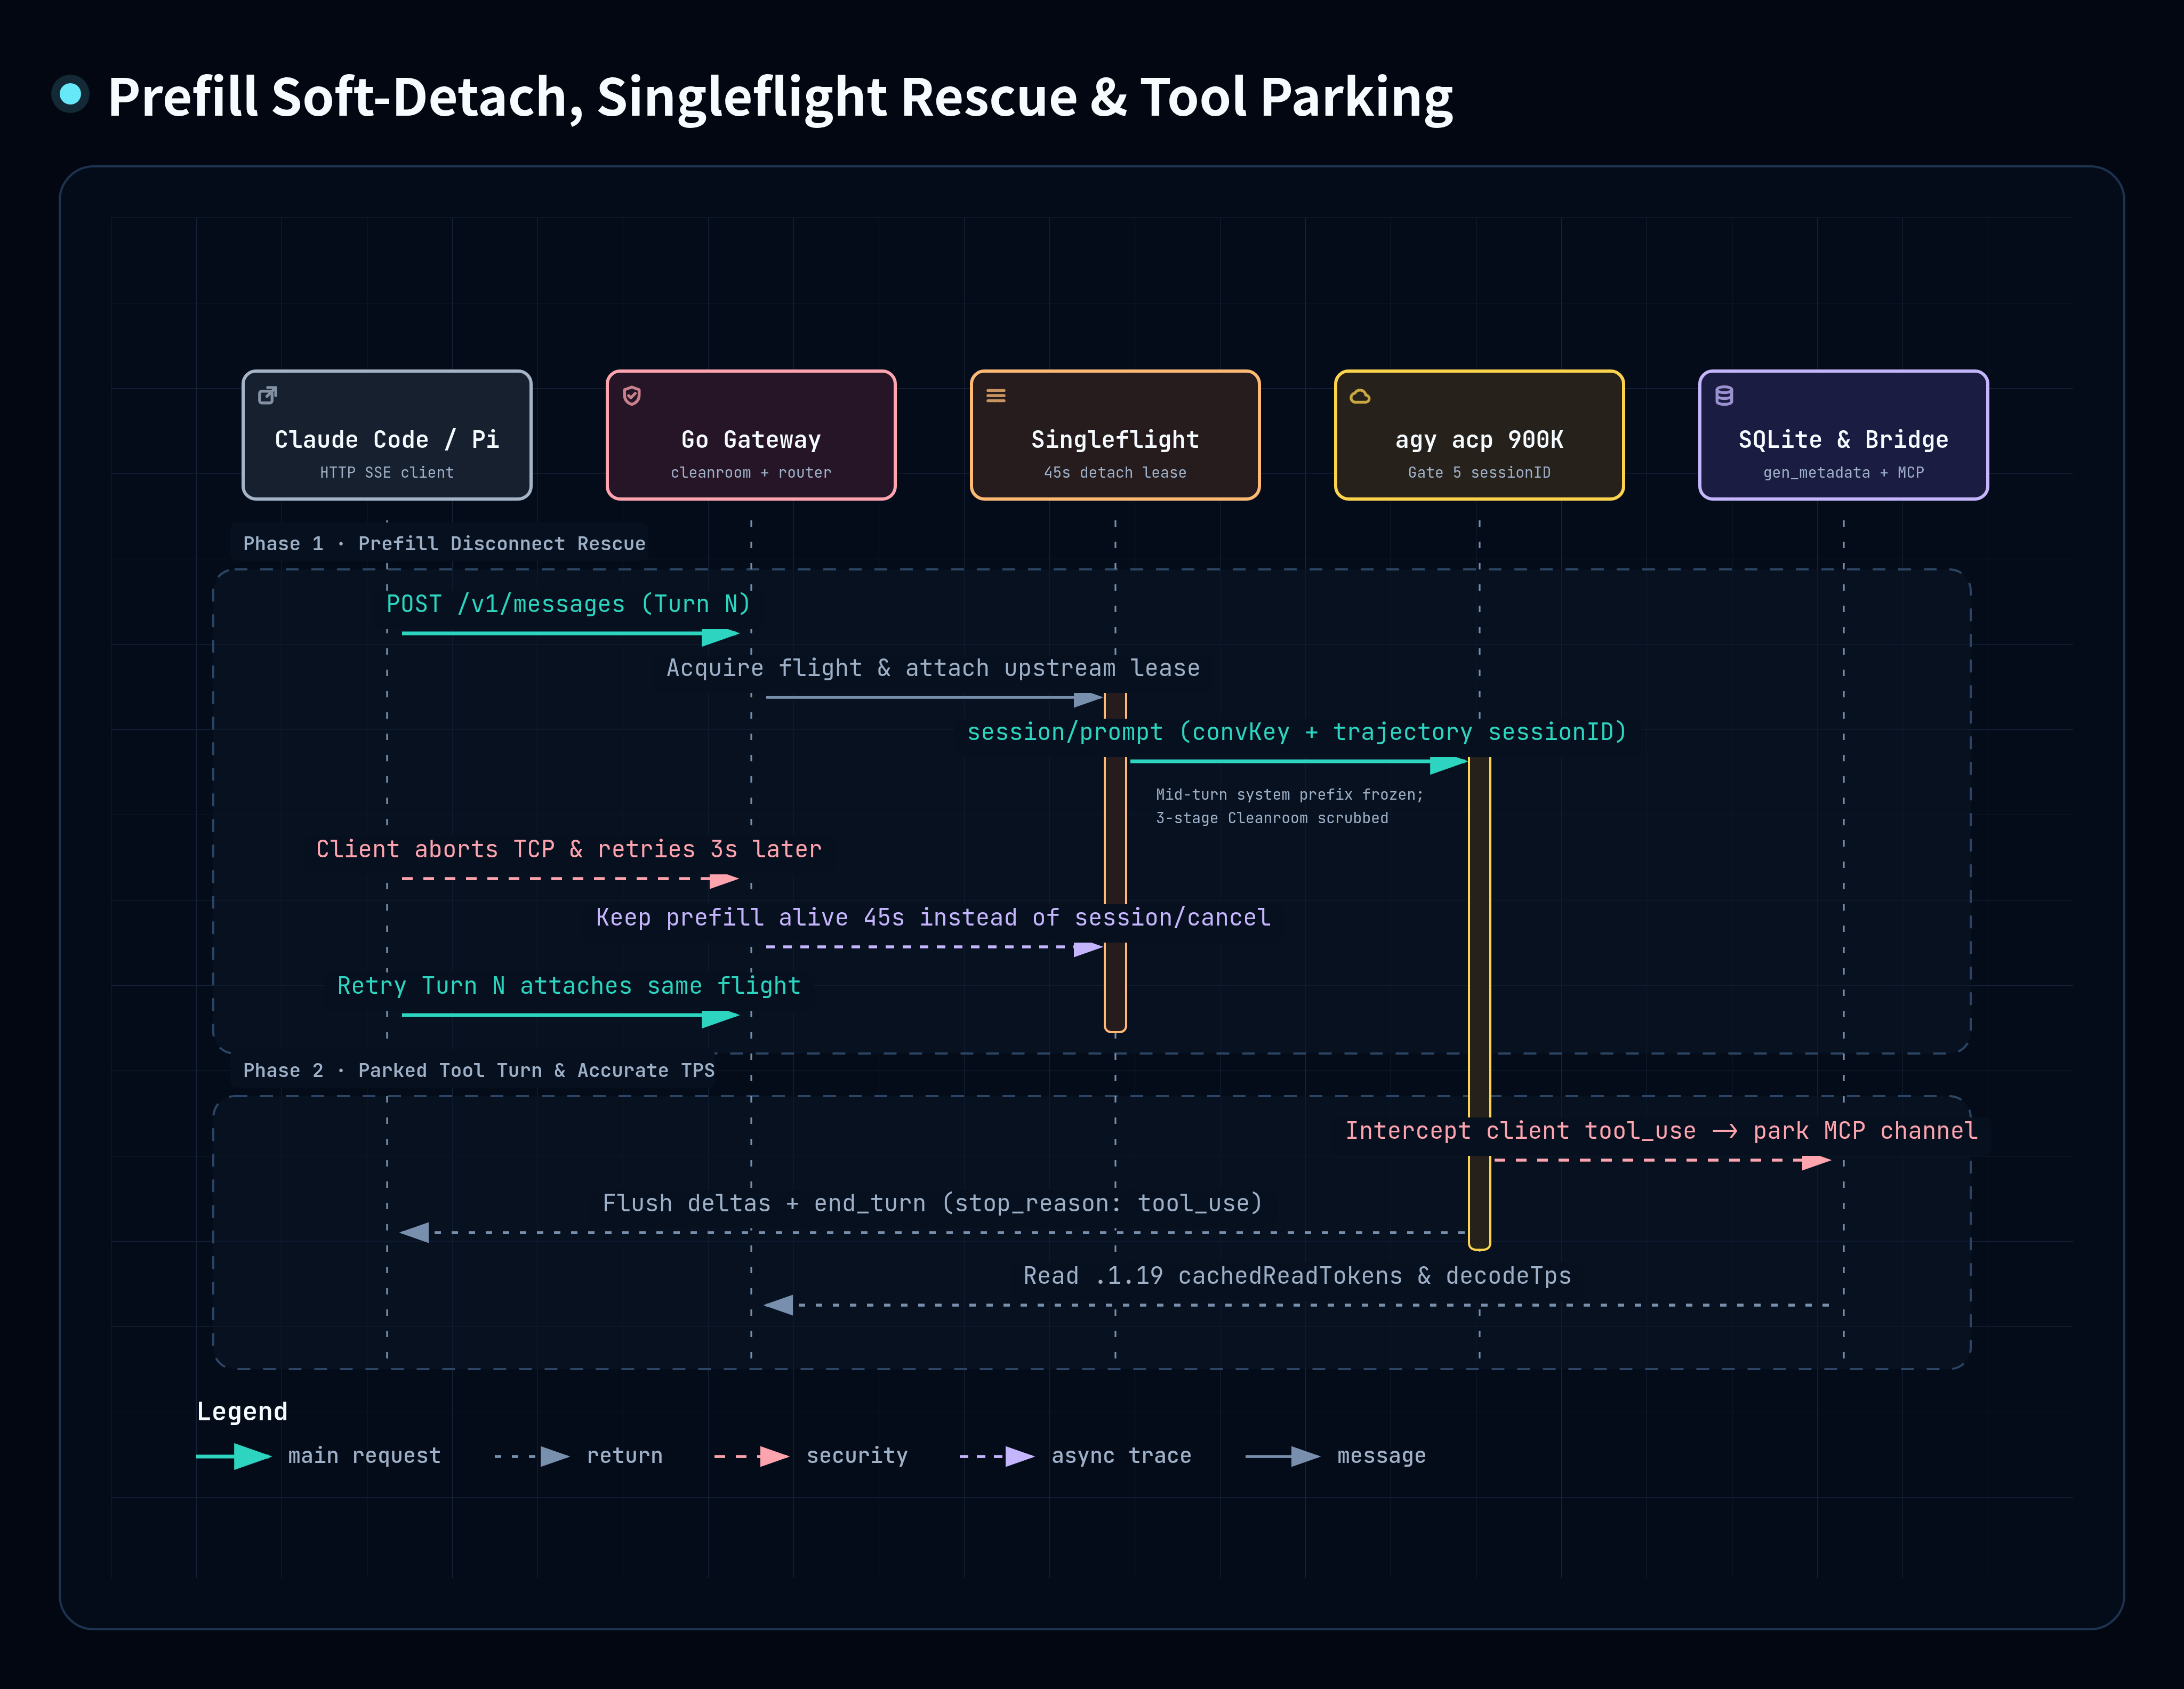 Prefill Soft-Detach, Singleflight Rescue & Tool Parking
Claude Code / Pi
HTTP SSE client
Go Gateway
cleanroom + router
Singleflight
45s detach lease
agy acp 900K
Gate 5 sessionID
SQLite & Bridge
gen_metadata + MCP
Phase 1 · Prefill Disconnect Rescue
POST /v1/messages (Turn N)
Acquire flight & attach upstream lease
session/prompt (convKey + trajectory sessionID)
Mid-turn system prefix frozen;
3-stage Cleanroom scrubbed
Client aborts TCP & retries 3s later
Keep prefill alive 45s instead of session/cancel
Retry Turn N attaches same flight
Phase 2 · Parked Tool Turn & Accurate TPS
Intercept client tool_use → park MCP channel
Flush deltas + end_turn (stop_reason: tool_use)
Read .1.19 cachedReadTokens & decodeTps
Legend
main request
return
security
async trace
message